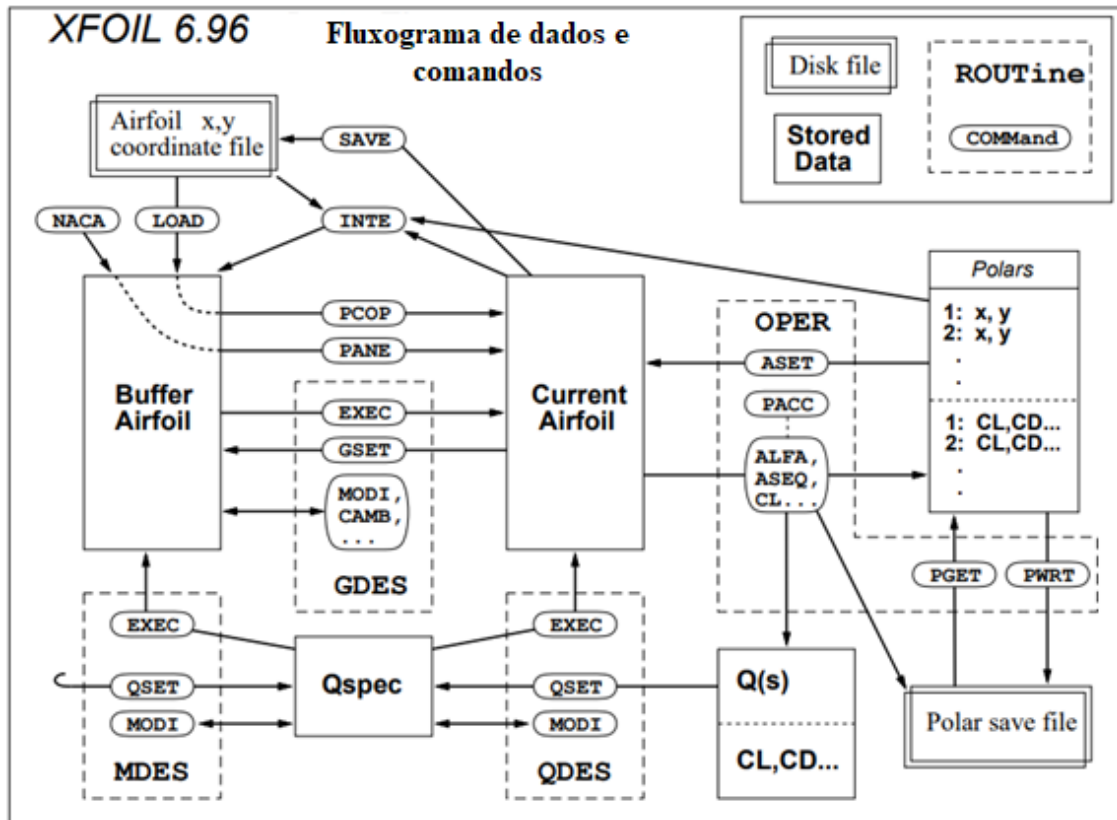 XFOIL 6.96
Fluxograma de dados e
comandos
Disk file
Stored
Data
ROUTine
COMMand
Airfoil x,y
coordinate file
SAVE
NACA
LOAD
INTE
PCOP
PANE
Buffer
Airfoil
Current
Airfoil
EXEC
GSET
MODI,
CAMB,
...
GDES
OPER
ASET
PACC
ALFA,
ASEQ,
CL...
Polars
1: x, y
2: x, y
.
.
1: CL,CD...
2: CL,CD...
.
.
PGET
PWRT
EXEC
QSET
MODI
MDES
Qspec
EXEC
QSET
MODI
QDES
Q(s)
CL,CD...
Polar save file